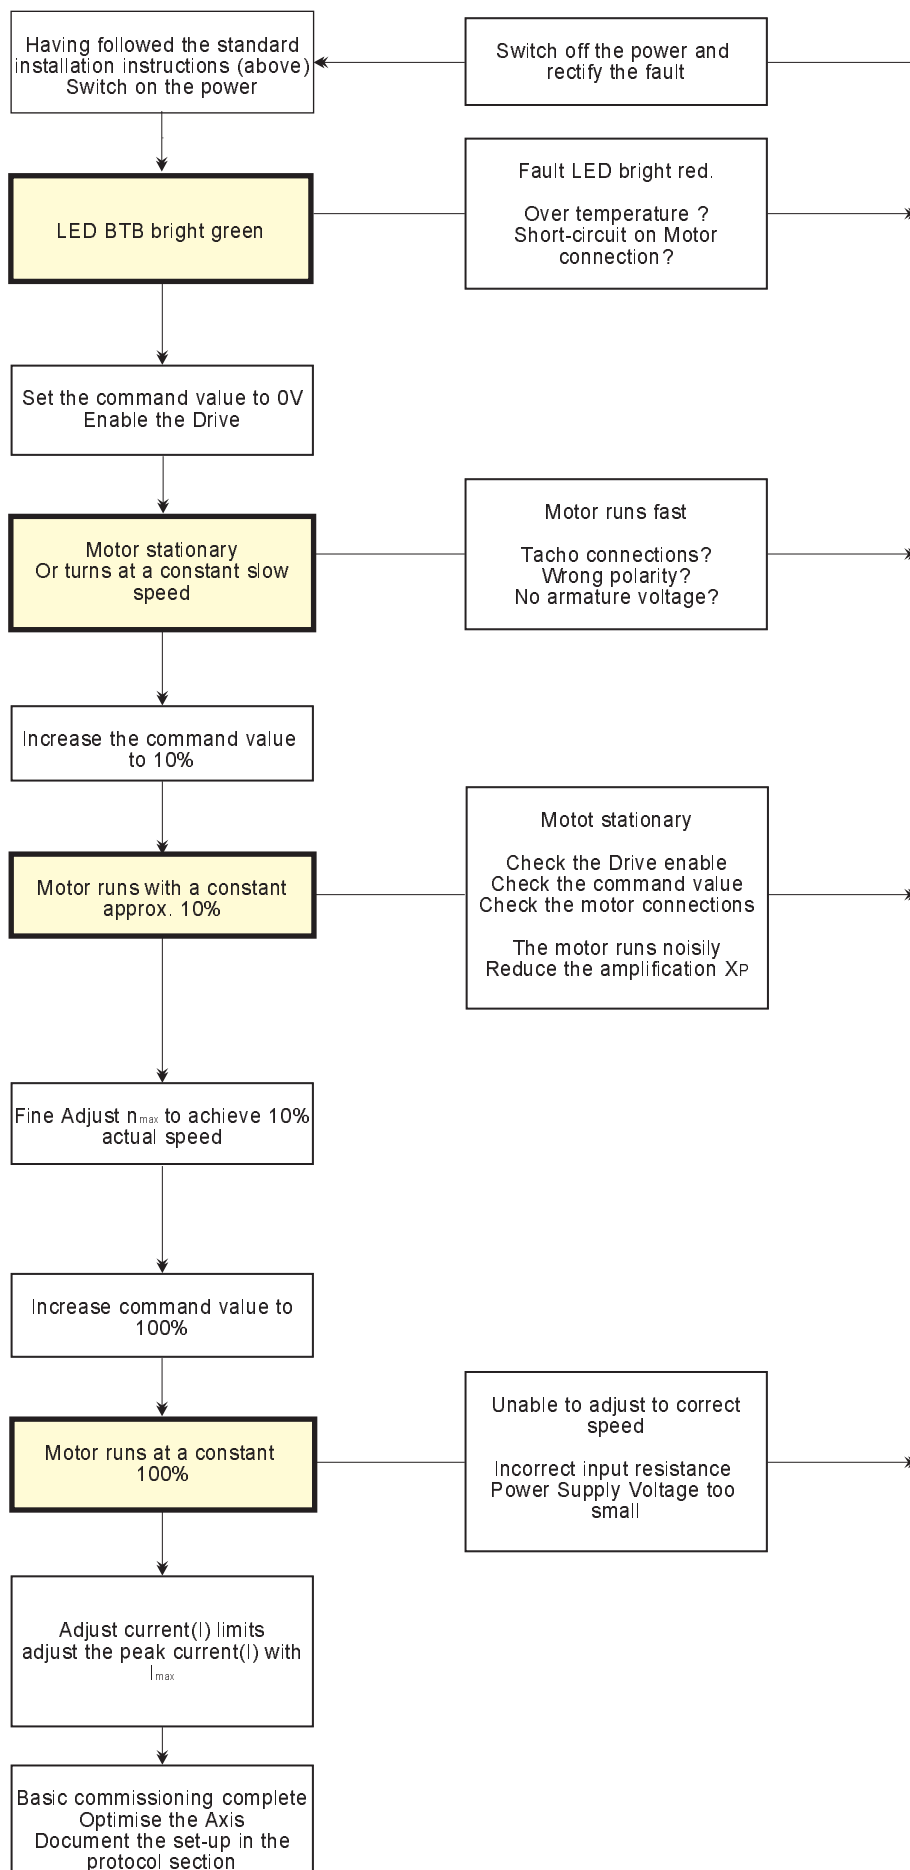 Having followed the standard
installation instructions (above)
Switch on the power
Switch off the power and
rectify the fault
LED BTB bright green
Fault LED bright red.
Over temperature ?
Short-circuit on Motor
connection?
Set the command value to 0V
Enable the Drive
Motor stationary
Or turns at a constant slow
speed
Motor runs fast
Tacho connections?
Wrong polarity?
No armature voltage?
Increase the command value
to 10%
Motor runs with a constant
approx. 10%
Motot stationary
Check the Drive enable
Check the command value
Check the motor connections
The motor runs noisily
Reduce the amplification XP
Fine Adjust nmax to achieve 10%
actual speed
Increase command value to
100%
Motor runs at a constant
100%
Unable to adjust to correct
speed
Incorrect input resistance
Power Supply Voltage too
small
Adjust current(I) limits
adjust the peak current(I) with
Imax
Basic commissioning complete
Optimise the Axis
Document the set-up in the
protocol section